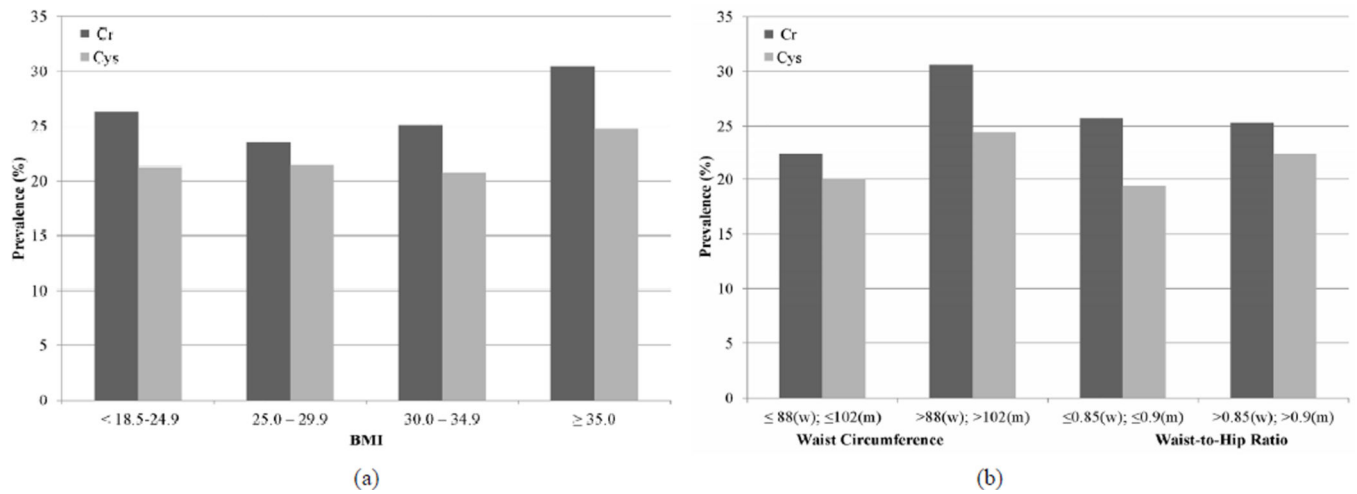 35
30
25
20
15
10
5
0
Prevalence (%)
Cr
Cys
< 18.5-24.9
25.0 – 29.9
30.0 – 34.9
≥ 35.0
BMI
(a)
35
30
25
20
15
10
5
0
Prevalence (%)
Cr
Cys
≤ 88(w); ≤102(m)
>88(w); >102(m)
≤0.85(w); ≤0.9(m)
>0.85(w); >0.9(m)
Waist Circumference
Waist-to-Hip Ratio
(b)